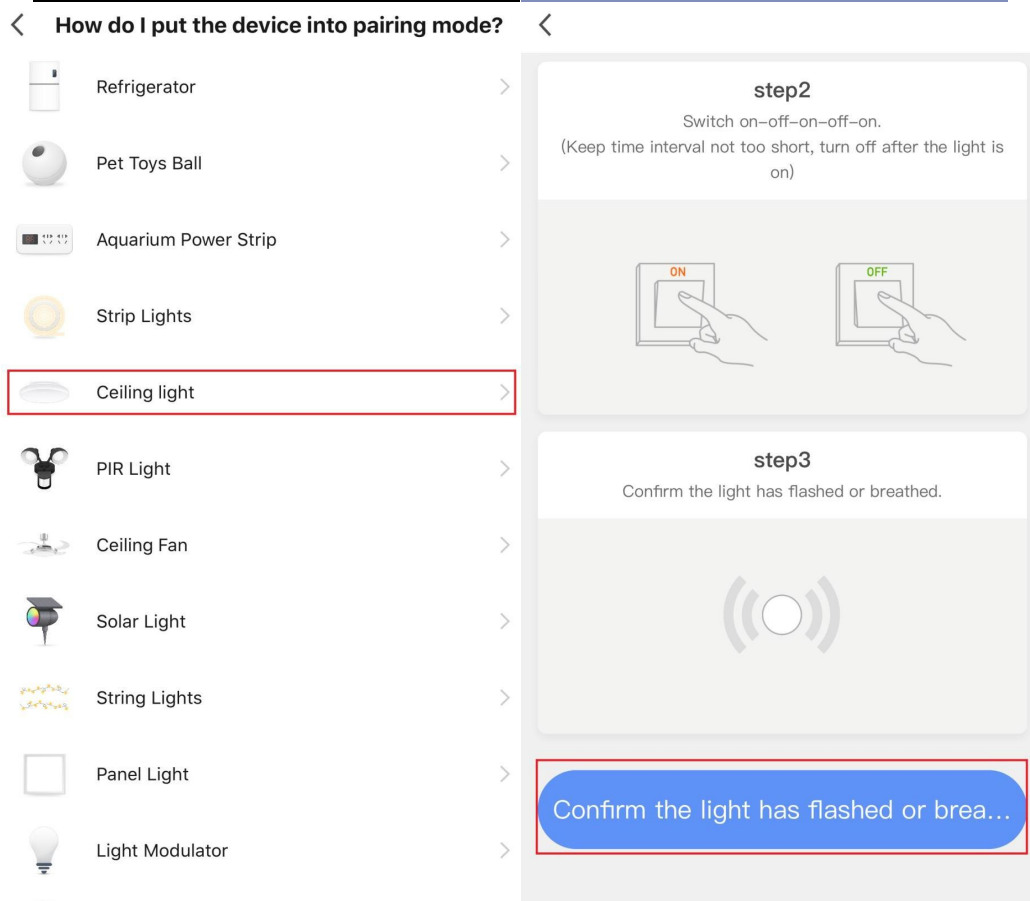 How do I put the device into pairing mode?
Refrigerator
Pet Toys Ball
Aquarium Power Strip
Strip Lights
Ceiling light
PIR Light
Ceiling Fan
Solar Light
String Lights
Panel Light
Light Modulator
step2
Switch on-off-on-off-on.
(Keep time interval not too short, turn off after the light is
on)
ON
OFF
step3
Confirm the light has flashed or breathed.
Confirm the light has flashed or brea...